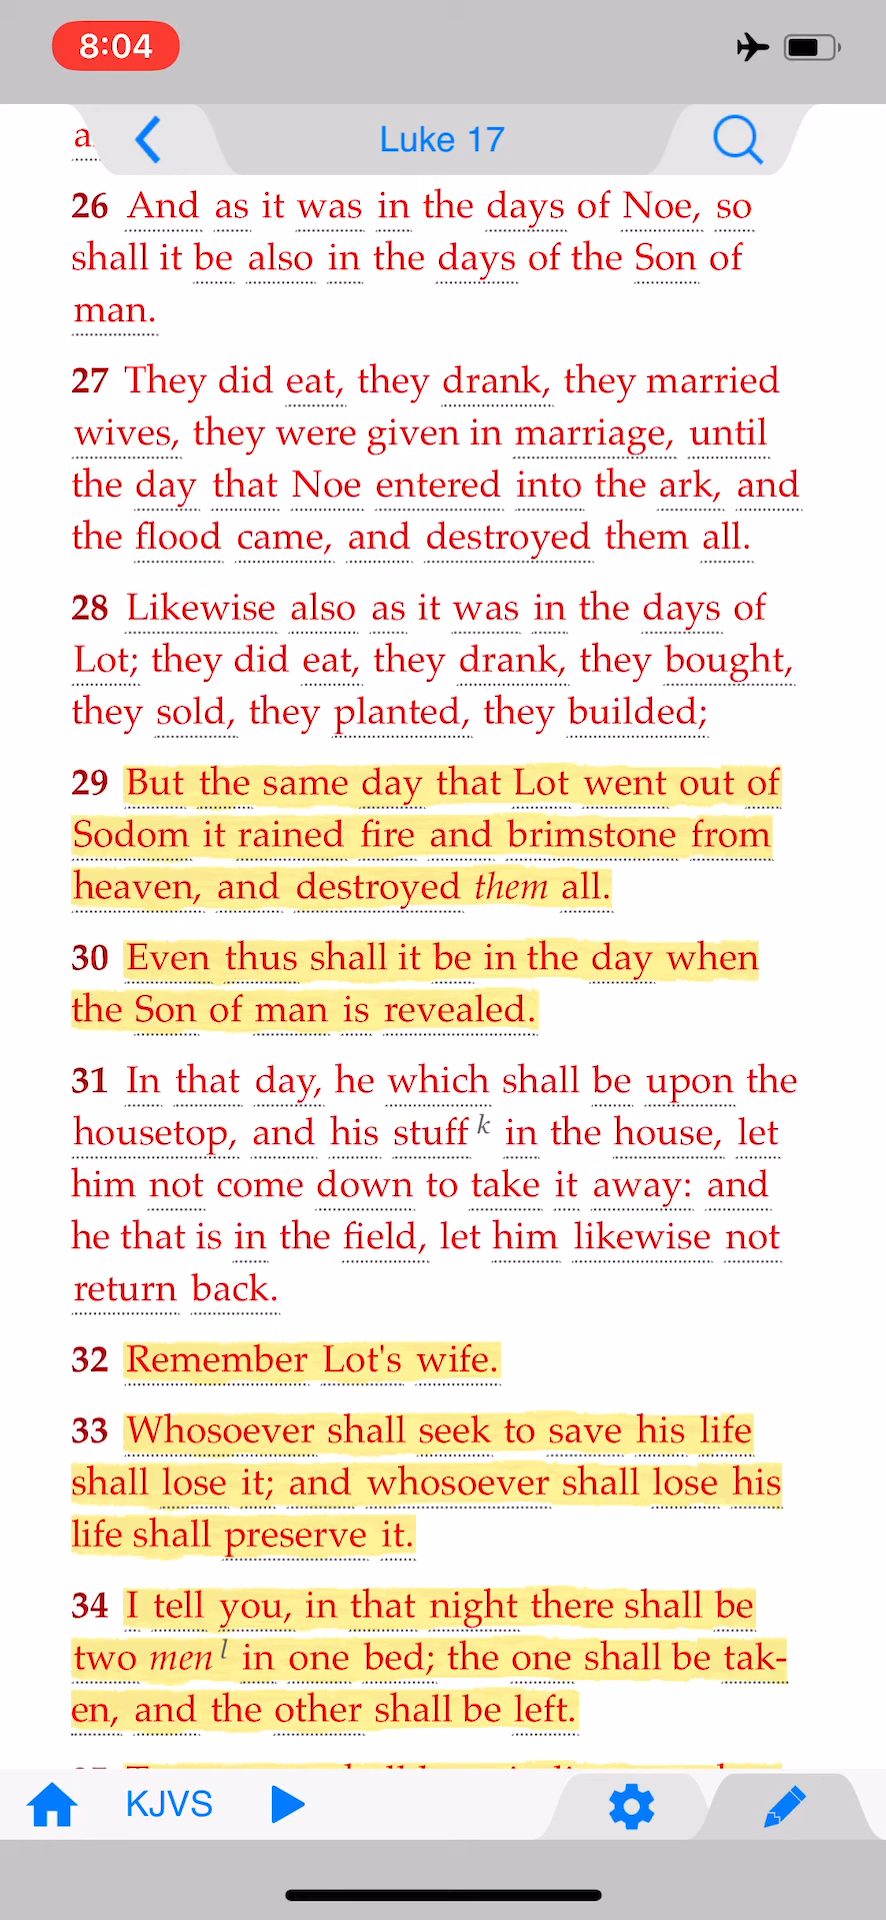 8:04
Luke 17
26 And as it was in the days of Noe, so
shall it be also in the days of the Son of
man.
27 They did eat, they drank, they married
wives, they were given in marriage, until
the day that Noe entered into the ark, and
the flood came, and destroyed them all.
28 Likewise also as it was in the days of
Lot; they did eat, they drank, they bought,
they sold, they planted, they builded;
29 But the same day that Lot went out of
Sodom it rained fire and brimstone from
heaven, and destroyed them all.
30 Even thus shall it be in the day when
the Son of man is revealed.
31 In that day, he which shall be upon the
housetop, and his stuff k in the house, let
him not come down to take it away: and
he that is in the field, let him likewise not
return back.
32 Remember Lot's wife.
33 Whosoever shall seek to save his life
shall lose it; and whosoever shall lose his
life shall preserve it.
34 I tell you, in that night there shall be
two men l in one bed; the one shall be tak-
en, and the other shall be left.
KJVS